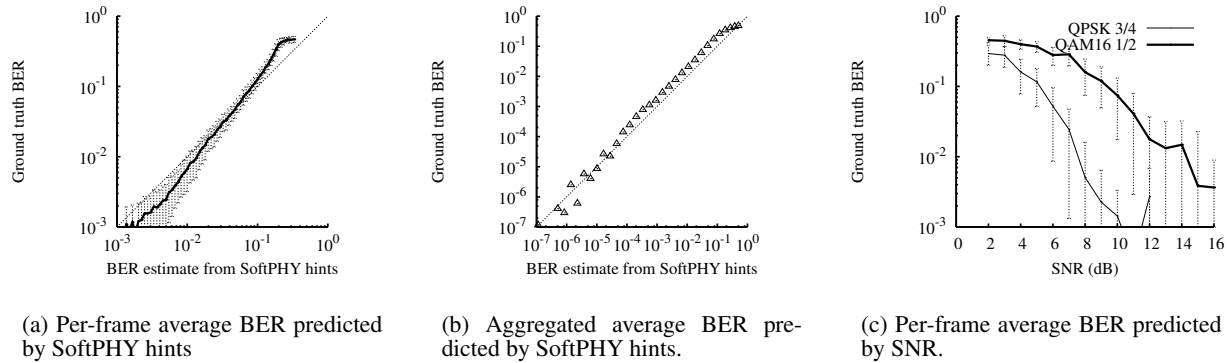 10^0
10^-1
10^-2
10^-3
Ground truth BER
10^-3 10^-2 10^-1 10^0
BER estimate from SoftPHY hints
(a) Per-frame average BER predicted
by SoftPHY hints
10^0
10^-1
10^-2
10^-3
10^-4
10^-5
10^-6
10^-7
Ground truth BER
10^-7 10^-6 10^-5 10^-4 10^-3 10^-2 10^-1 10^0
BER estimate from SoftPHY hints
(b) Aggregated average BER pre-
dicted by SoftPHY hints.
QPSK 3/4
QAM16 1/2
10^0
10^-1
10^-2
10^-3
Ground truth BER
0 2 4 6 8 10 12 14 16
SNR (dB)
(c) Per-frame average BER predicted
by SNR.